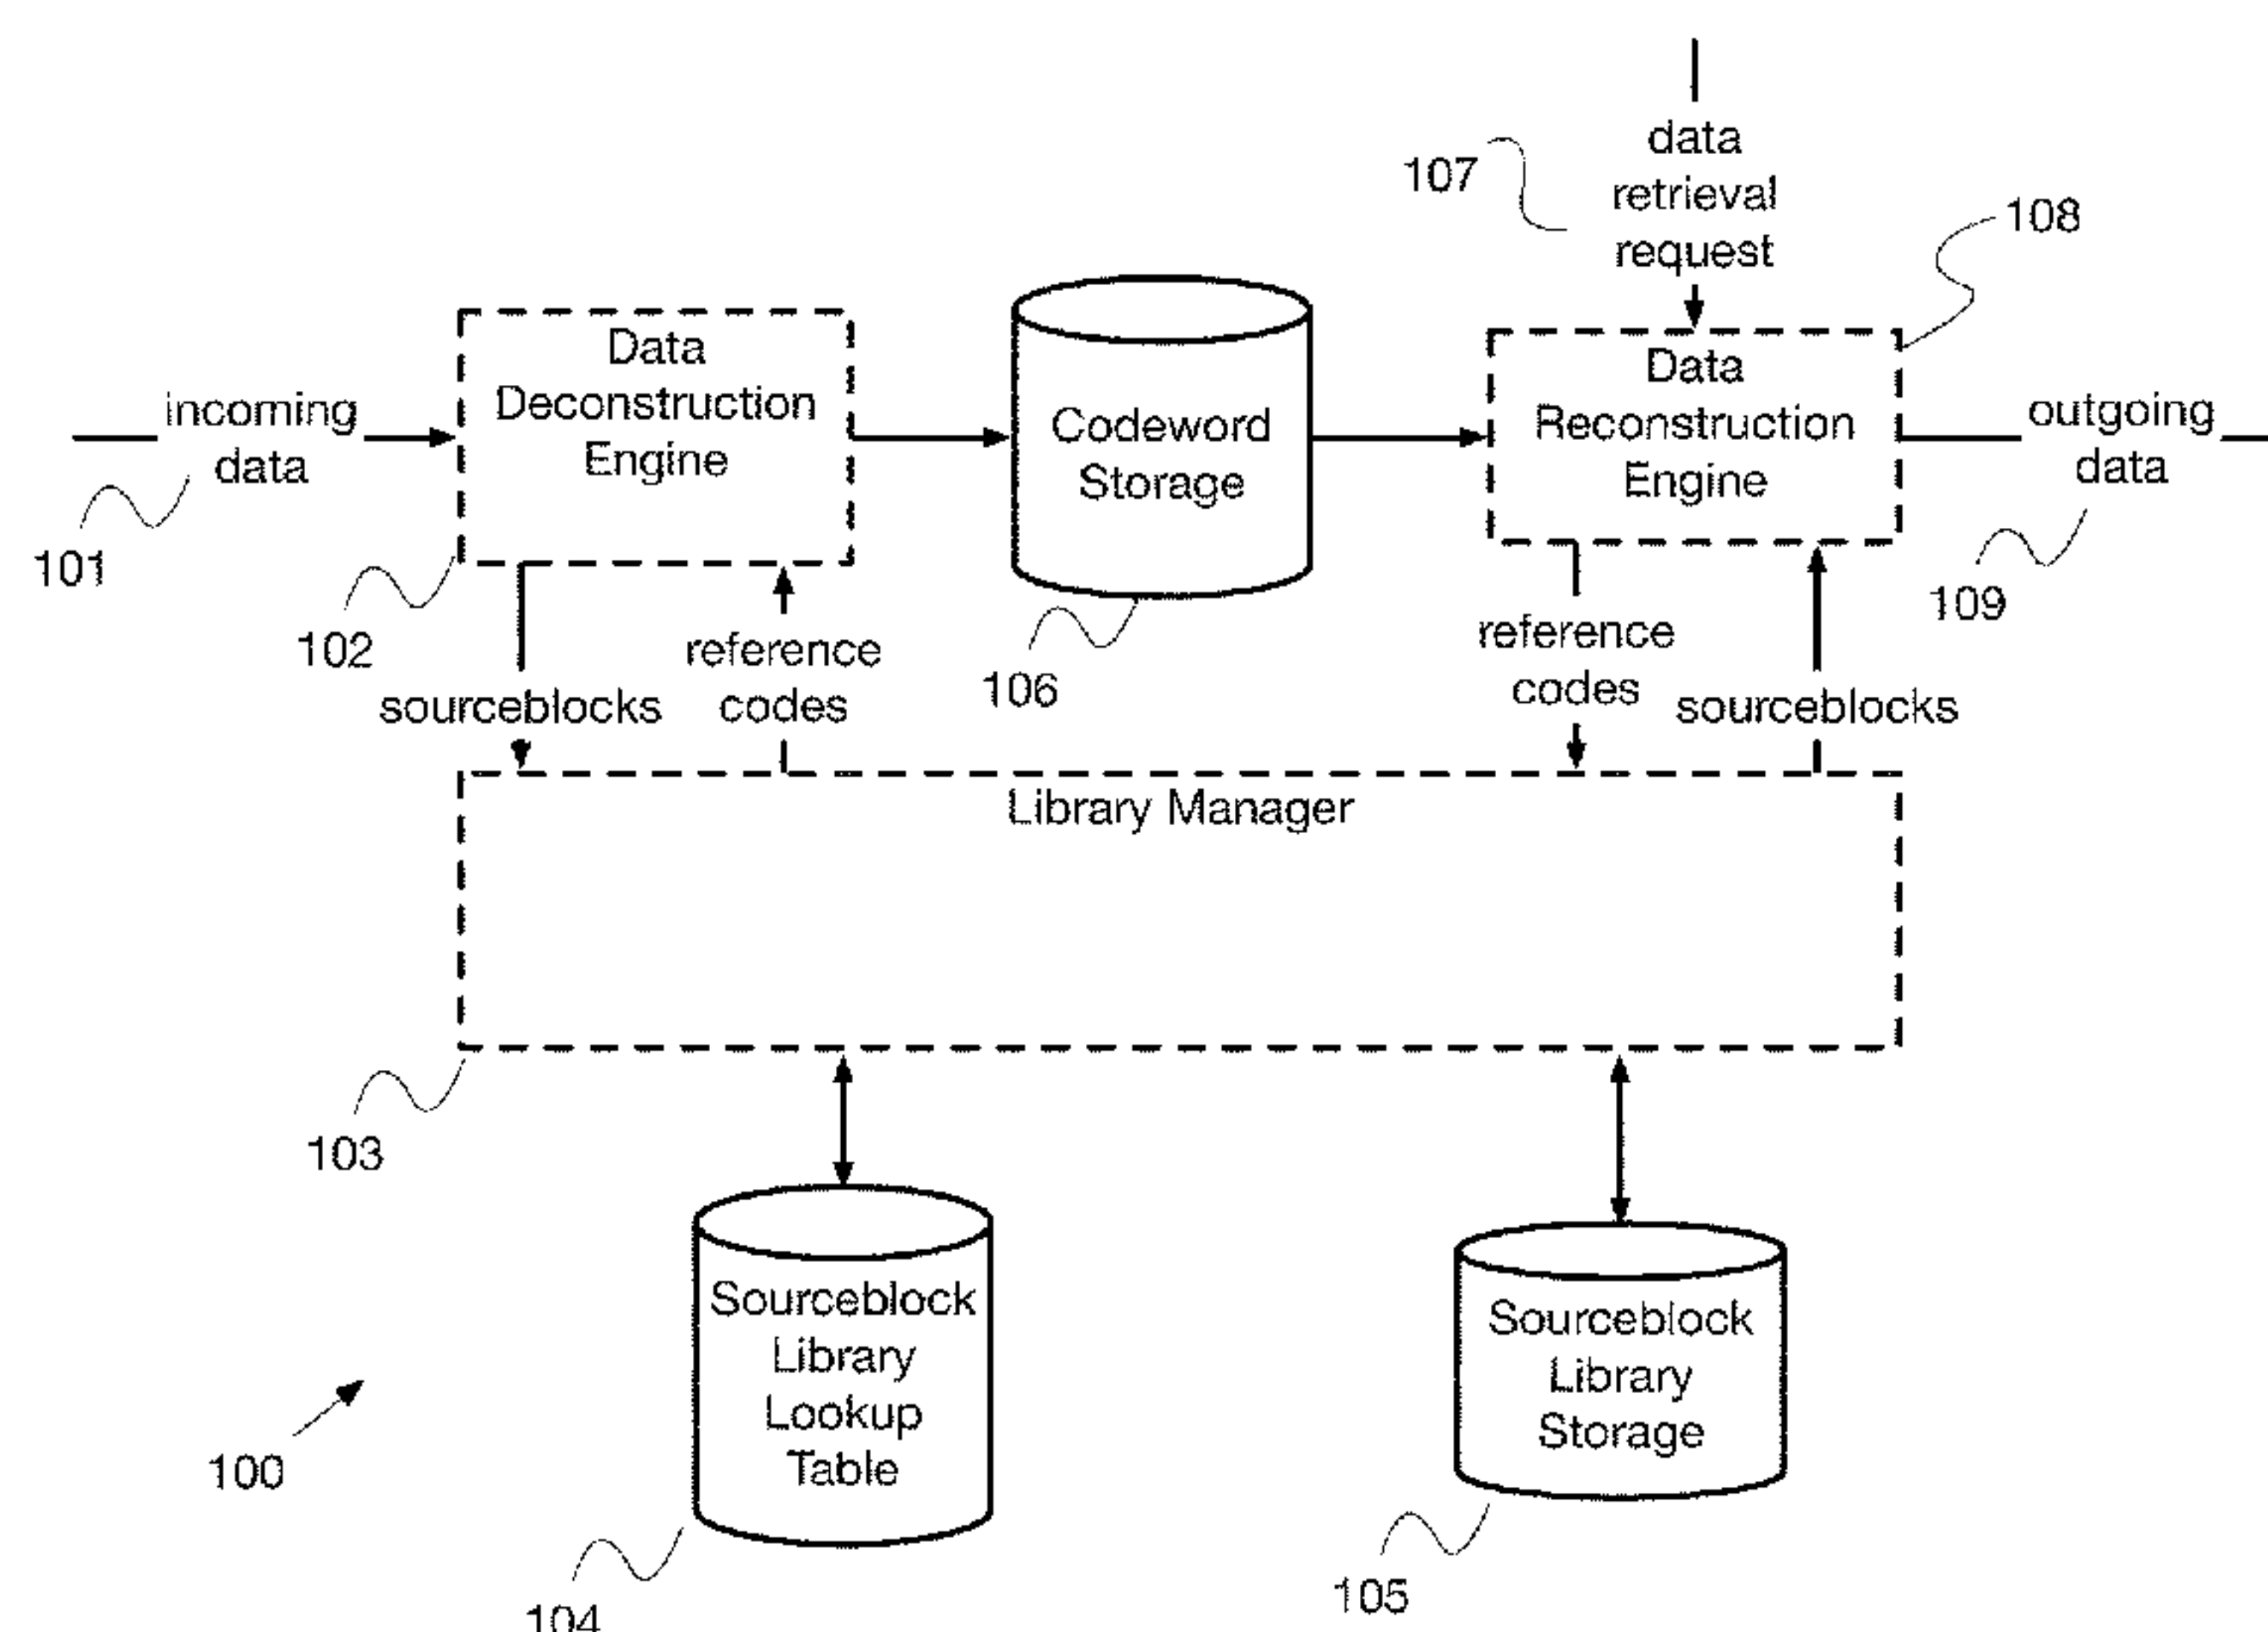 data
retrieval
request
107
108
incoming
data
101
Data
Deconstruction
Engine
102
Codeword
Storage
106
Data
Reconstruction
Engine
outgoing
data
109
sourceblocks
reference
codes
reference
codes
sourceblocks
Library Manager
103
Sourceblock
Library
Lookup
Table
104
Sourceblock
Library
Storage
105
100